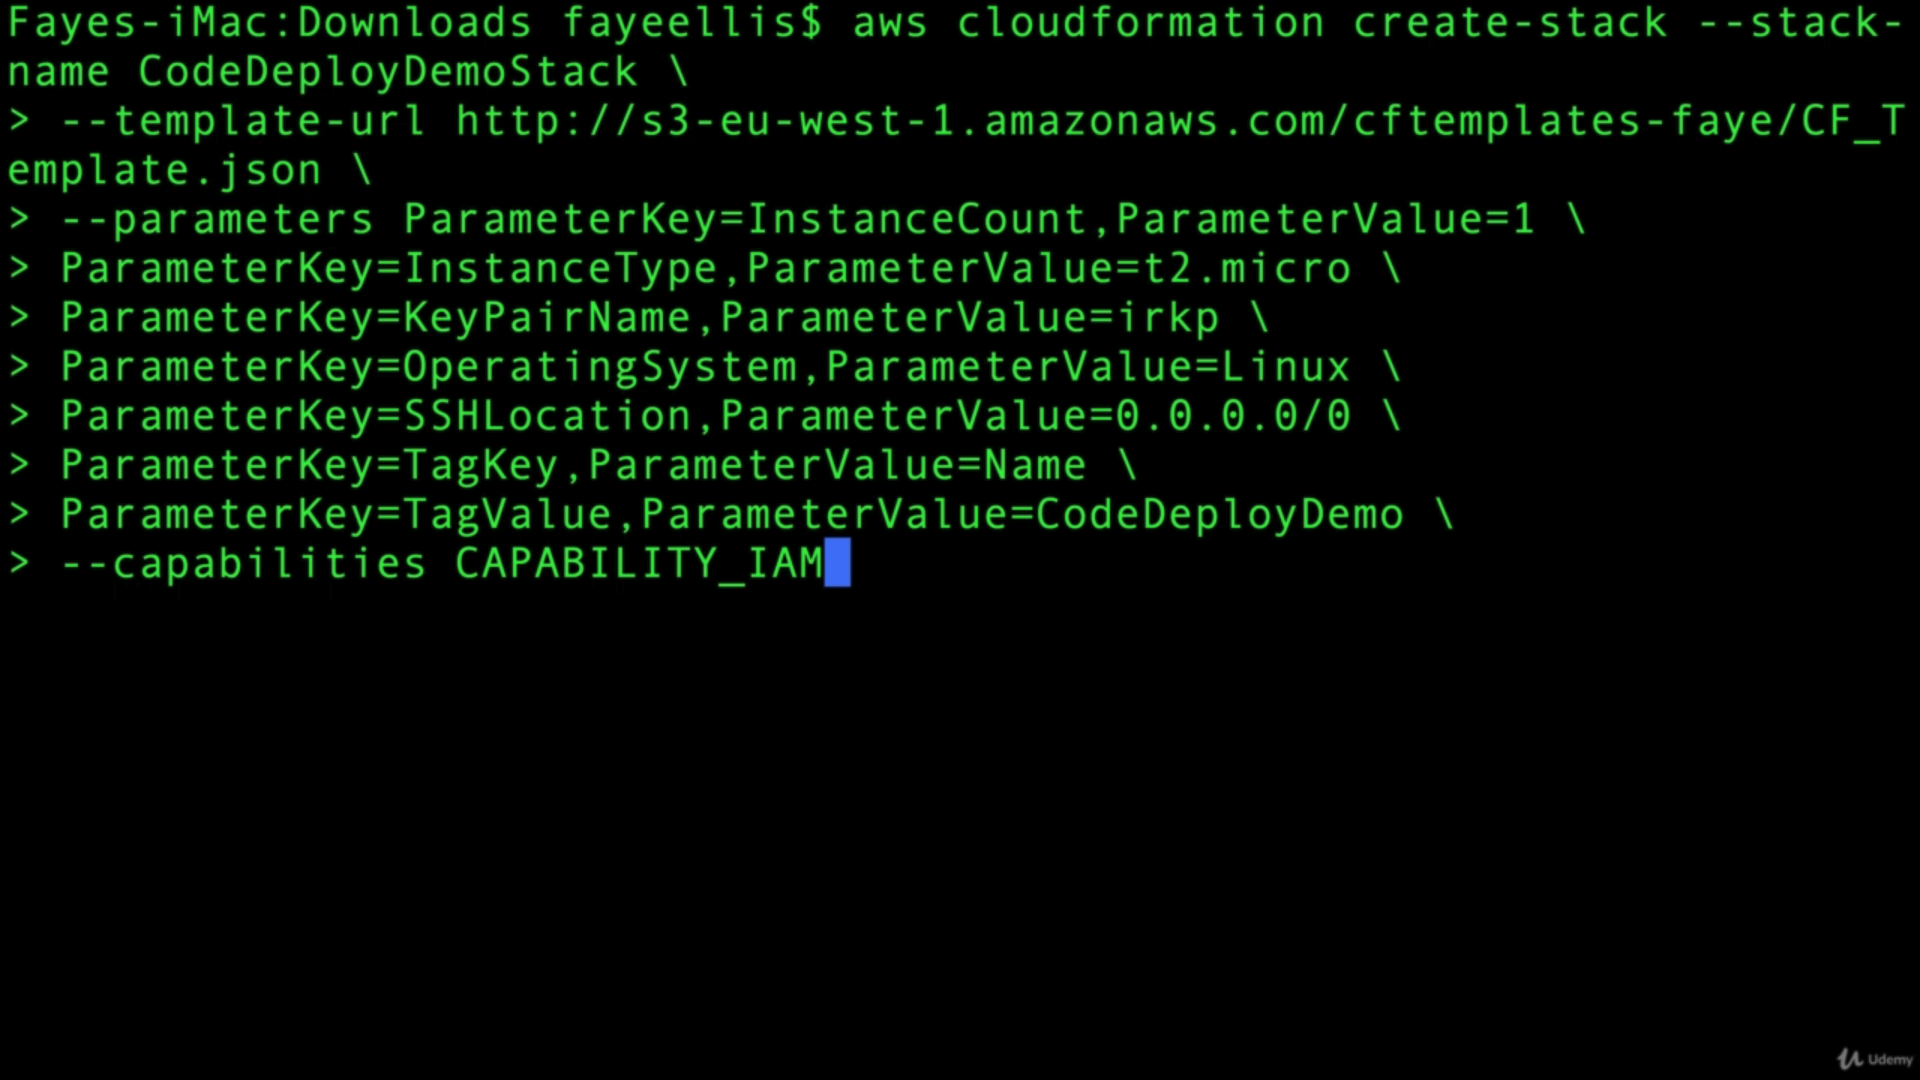 Fayes-iMac:Downloads fayeellis$ aws cloudformation create-stack --stack-
name CodeDeployDemoStack \
> --template-url http://s3-eu-west-1.amazonaws.com/cftemplates-faye/CF_T
emplate.json \
> --parameters ParameterKey=InstanceCount,ParameterValue=1 \
> ParameterKey=InstanceType,ParameterValue=t2.micro \
> ParameterKey=KeyPairName,ParameterValue=irkp \
> ParameterKey=OperatingSystem,ParameterValue=Linux \
> ParameterKey=SSHLocation,ParameterValue=0.0.0.0/0 \
> ParameterKey=TagKey,ParameterValue=Name \
> ParameterKey=TagValue,ParameterValue=CodeDeployDemo \
> --capabilities CAPABILITY_IAM
Udemy